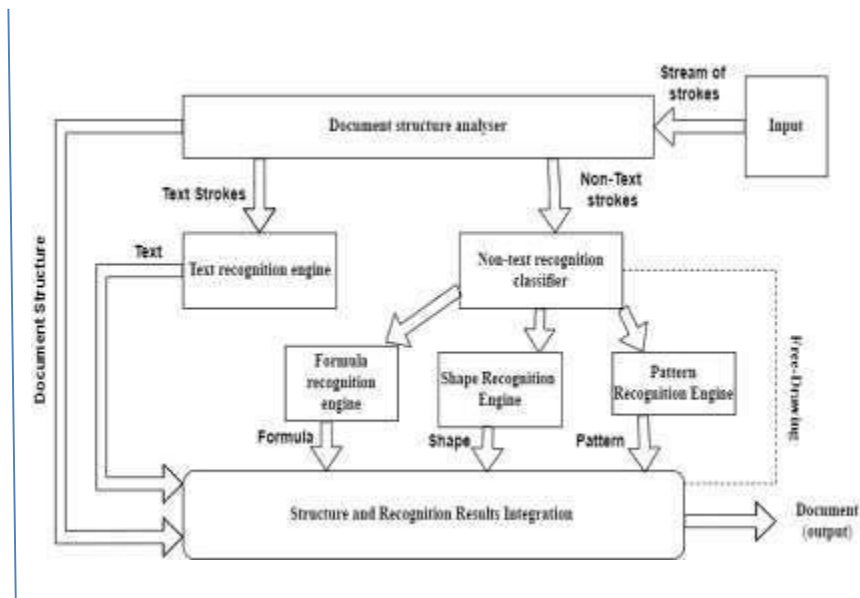 Stream of
strokes
Input
Document structure analyser
Text Strokes
Non-Text
strokes
Text
Text recognition engine
Non-text recognition
classifier
Document Structure
Free-Drawing
Formula
recognition
engine
Shape Recognition
Engine
Pattern
Recognition Engine
Formula
Shape
Pattern
Structure and Recognition Results Integration
Document
(output)